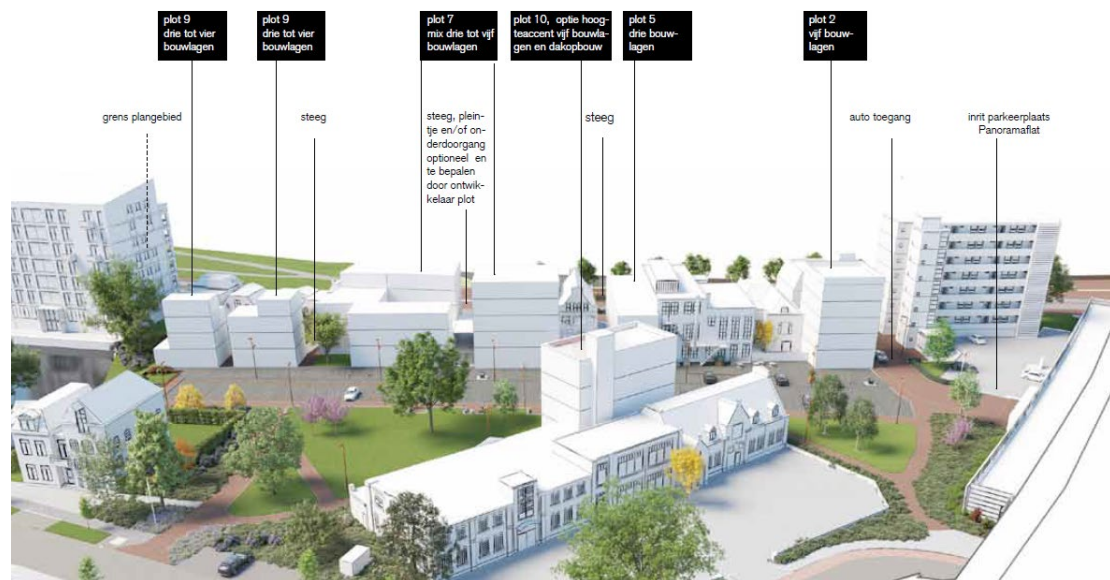 plot 9
drie tot vier
bouwlagen
plot 9
drie tot vier
bouwlagen
plot 7
mix drie tot vijf
bouwlagen
plot 10, optie hoog-
teaccent vijf bouwla-
gen en dakopbouw
plot 5
drie bouw-
lagen
plot 2
vijf bouw-
lagen
grens plangebied
steeg
steeg, plein-
tje en/of on-
derdoorgang
optioneel en
te bepalen
door ontwik-
kelaar plot
steeg
auto toegang
inrit parkeerplaats
Panoramaflat